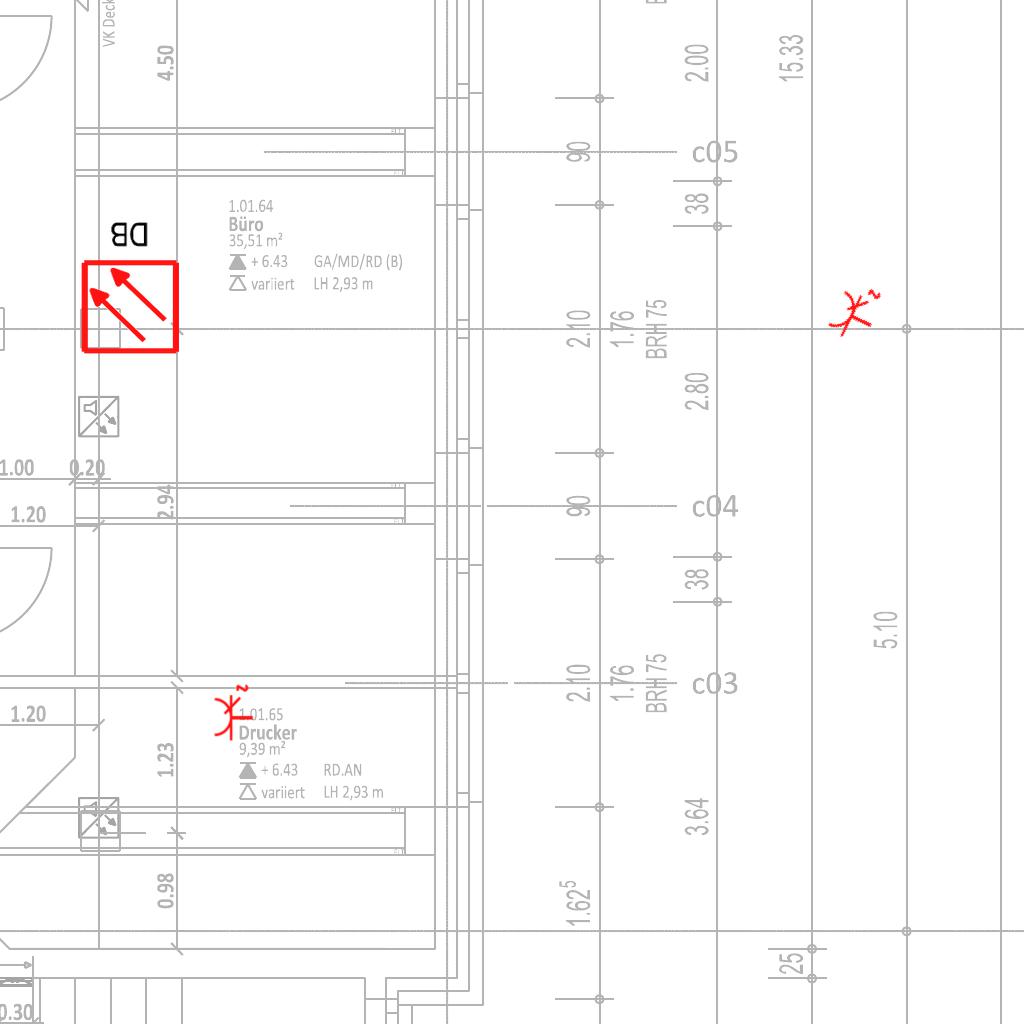 VK Deck
4.50
2.00
15.33
90
c05
38
DB
1.01.64
Büro
35,51 m²
+ 6.43 GA/MD/RD (B)
variiert LH 2,93 m
2.10
1.76
BRH 75
2.80
1.00
0.20
1.20
2.94
90
c04
38
5.10
2.10
1.76
BRH 75
c03
2
2
1.20
1.01.65
Drucker
9,39 m²
+ 6.43 RD.AN
variiert LH 2,93 m
1.23
3.64
0.98
1.62⁵
25
0.30